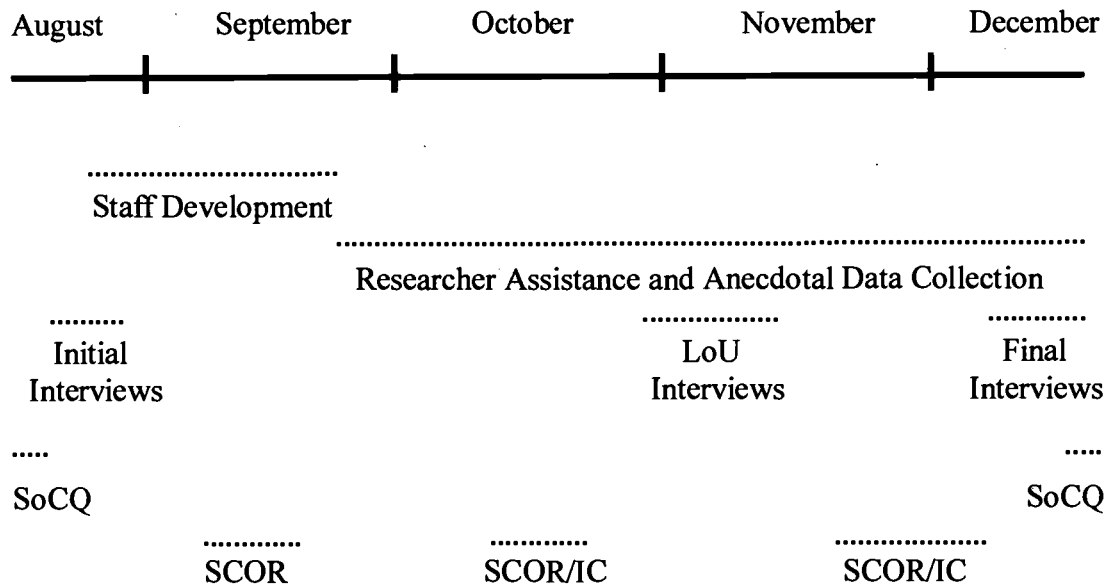 August September October November December
Staff Development
Researcher Assistance and Anecdotal Data Collection
Initial Interviews
LoU Interviews
Final Interviews
SoCQ SoCQ
SCOR SCOR/IC SCOR/IC